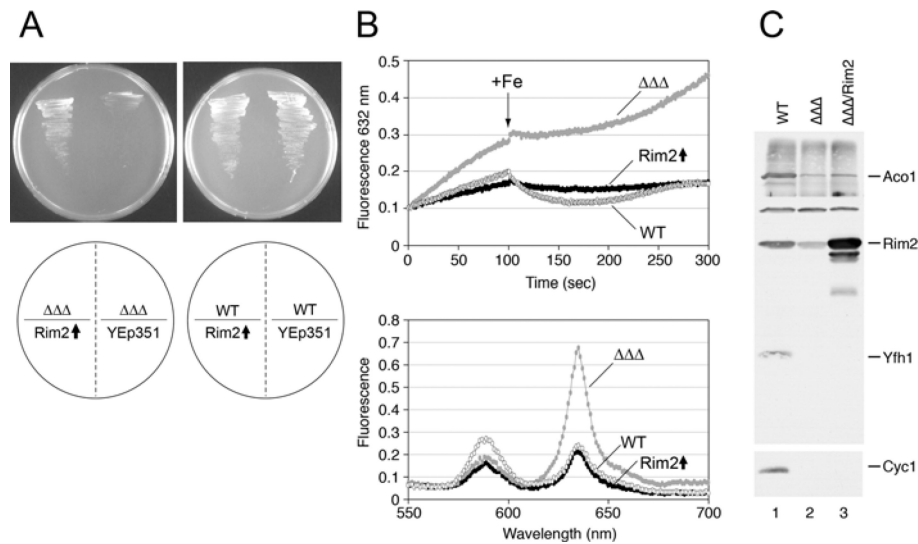 A
ΔΔΔ
Rim2↑
ΔΔΔ
YEp351
WT
Rim2↑
WT
YEp351
B
Fluorescence 632 nm
0.5
0.4
0.3
0.2
0.1
0
+Fe
ΔΔΔ
Rim2↑
WT
0 50 100 150 200 250 300
Time (sec)
Fluorescence
0.8
0.7
0.6
0.5
0.4
0.3
0.2
0.1
0
ΔΔΔ
WT
Rim2↑
550 600 650 700
Wavelength (nm)
C
WT
ΔΔΔ
ΔΔΔ/Rim2
Aco1
Rim2
Yfh1
Cyc1
1 2 3